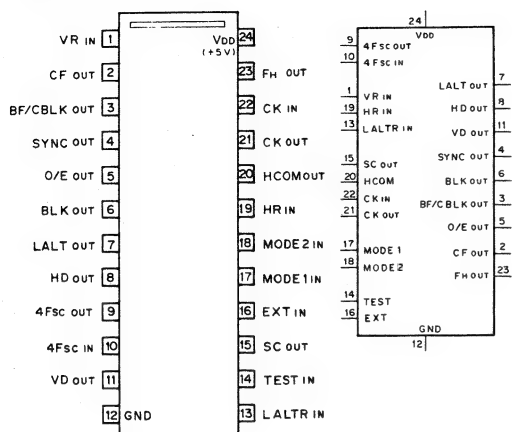 VR IN 1
CF OUT 2
BF/CBLK OUT 3
SYNC OUT 4
O/E OUT 5
BLK OUT 6
LALT OUT 7
HD OUT 8
4FSC OUT 9
4FSC IN 10
VD OUT 11
12 GND
VDD 24
(+5V)
23 FH OUT
22 CK IN
21 CK OUT
20 HCOM OUT
19 HR IN
18 MODE2 IN
17 MODE1 IN
16 EXT IN
15 SC OUT
14 TEST IN
13 LALTR IN
24
VDD
9 4FSC OUT
10 4FSC IN
1 VR IN
19 HR IN
13 LALTR IN
15 SC OUT
20 HCOM
22 CK IN
21 CK OUT
17 MODE 1
18 MODE2
14 TEST
16 EXT
LALT OUT 7
HD OUT 8
VD OUT 11
SYNC OUT 4
BLK OUT 6
BF/CBLK OUT 3
O/E OUT 5
CF OUT 2
FH OUT 23
GND
12